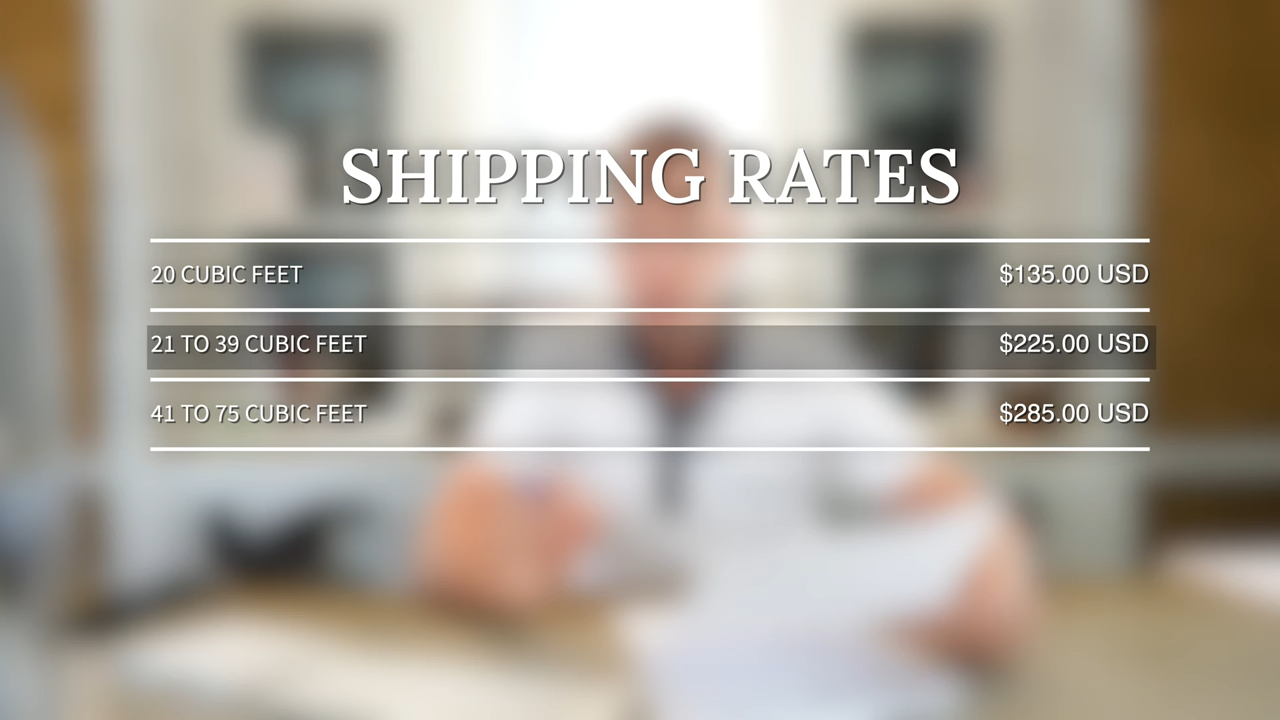 SHIPPING RATES
20 CUBIC FEET $135.00 USD
21 TO 39 CUBIC FEET $225.00 USD
41 TO 75 CUBIC FEET $285.00 USD